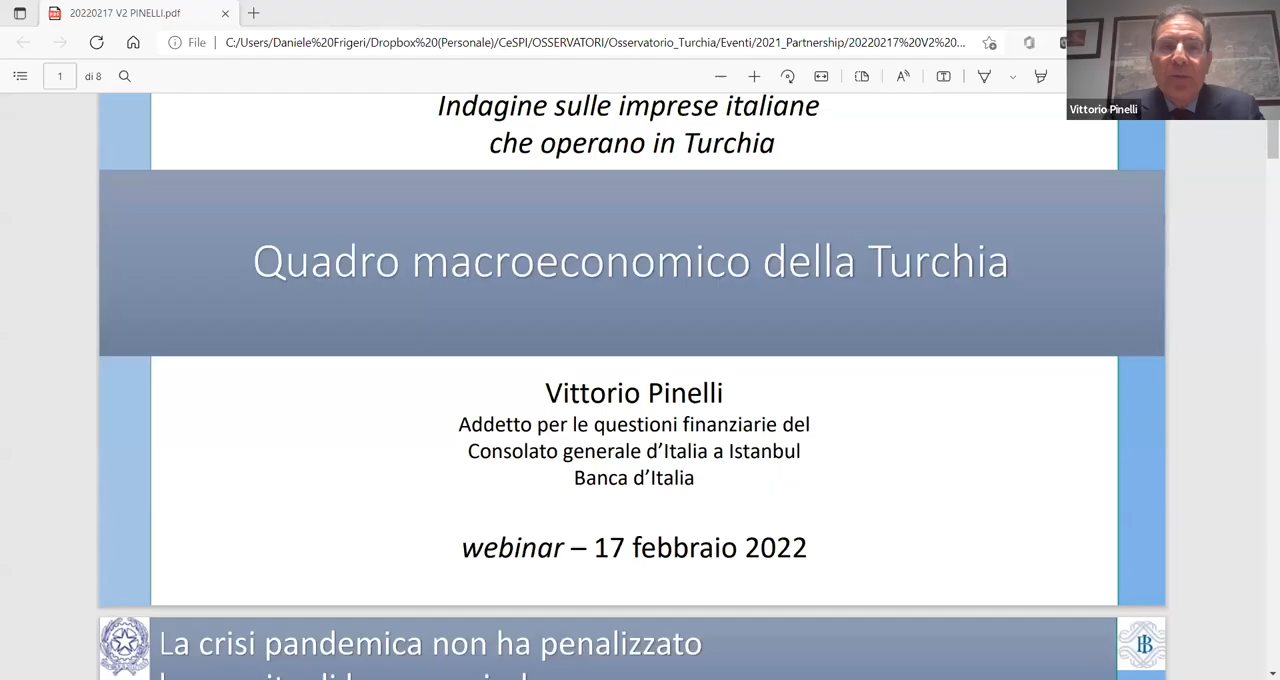 20220217 V2 PINELLI.pdf
File
C:/Users/Daniele%20Frigeri/Dropbox%20(Personale)/CeSPI/OSSERVATORI/Osservatorio_Turchia/Eventi/2021_Partnership/20220217%20V2%20...
1
di 8
Vittorio Pinelli
Indagine sulle imprese italiane
che operano in Turchia
Quadro macroeconomico della Turchia
Vittorio Pinelli
Addetto per le questioni finanziarie del
Consolato generale d’Italia a Istanbul
Banca d’Italia
webinar – 17 febbraio 2022
La crisi pandemica non ha penalizzato